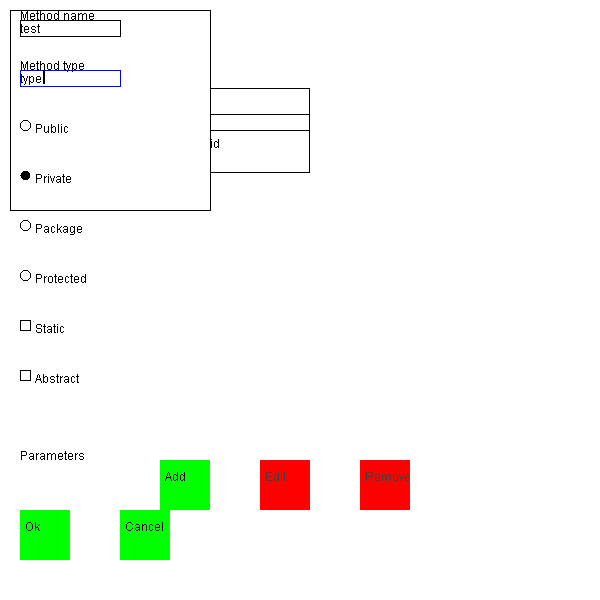 Method name
test
Method type
type
Public
id
Private
Package
Protected
Static
Abstract
Parameters
Add
Edit
Remove
Ok
Cancel